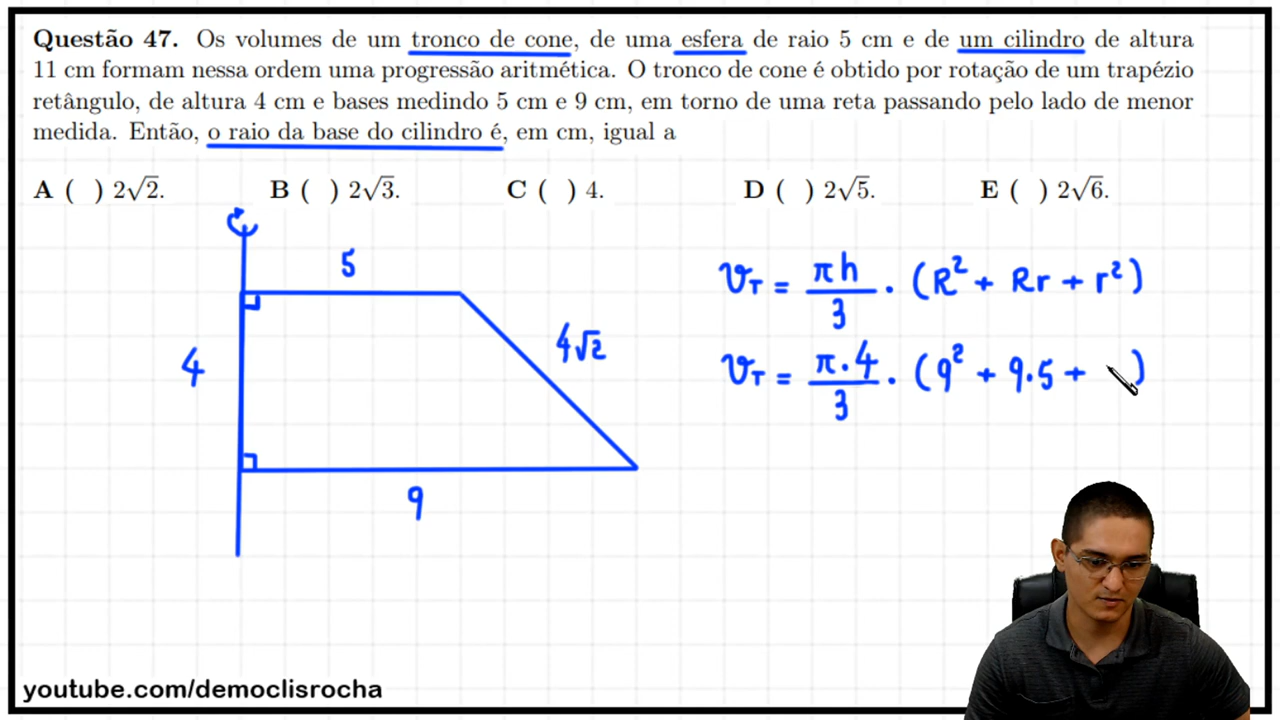 Questão 47. Os volumes de um tronco de cone, de uma esfera de raio 5 cm e de um cilindro de altura
11 cm formam nessa ordem uma progressão aritmética. O tronco de cone é obtido por rotação de um trapézio
retângulo, de altura 4 cm e bases medindo 5 cm e 9 cm, em torno de uma reta passando pelo lado de menor
medida. Então, o raio da base do cilindro é, em cm, igual a
A ( ) 2√2. B ( ) 2√3. C ( ) 4. D ( ) 2√5. E ( ) 2√6.
5
4
4√2
9
V_T = πh/3 · (R² + Rr + r²)
V_T = π·4/3 · (9² + 9·5 + )
youtube.com/democlisrocha